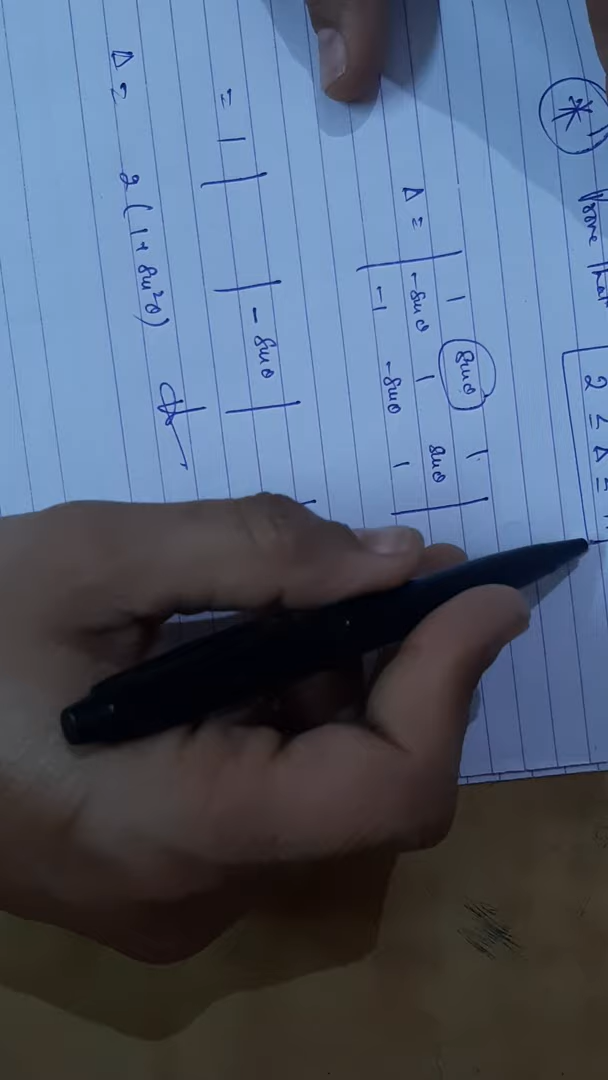 * Prove that 2 ≤ Δ ≤
Δ = | 1 sinθ 1 |
| -sinθ 1 sinθ |
| -1 -sinθ 1 |
= 1 | | - sinθ |
Δ = 2(1 + sin²θ)